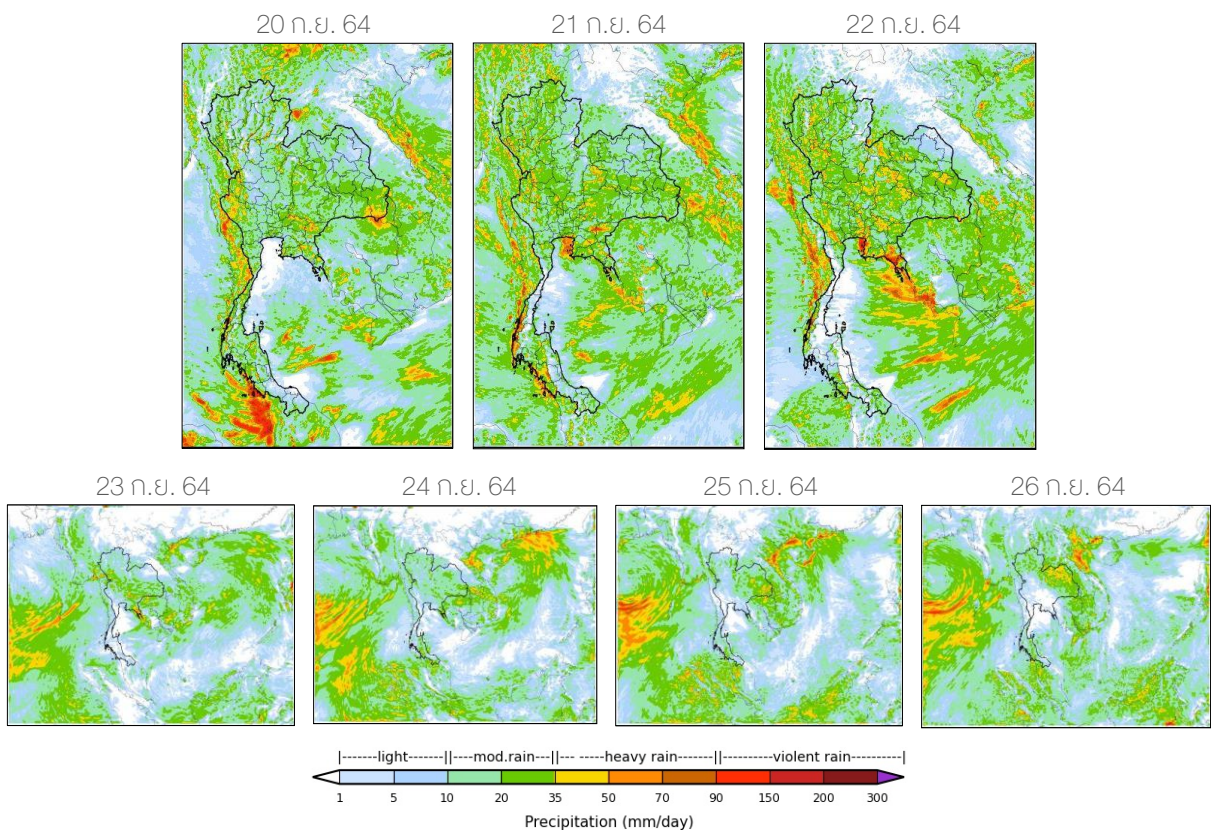 20 ก.ย. 64
21 ก.ย. 64
22 ก.ย. 64
23 ก.ย. 64
24 ก.ย. 64
25 ก.ย. 64
26 ก.ย. 64
|------light------||----mod.rain---||--- -----heavy rain------||---------violent rain---------|
1 5 10 20 35 50 70 90 150 200 300
Precipitation (mm/day)